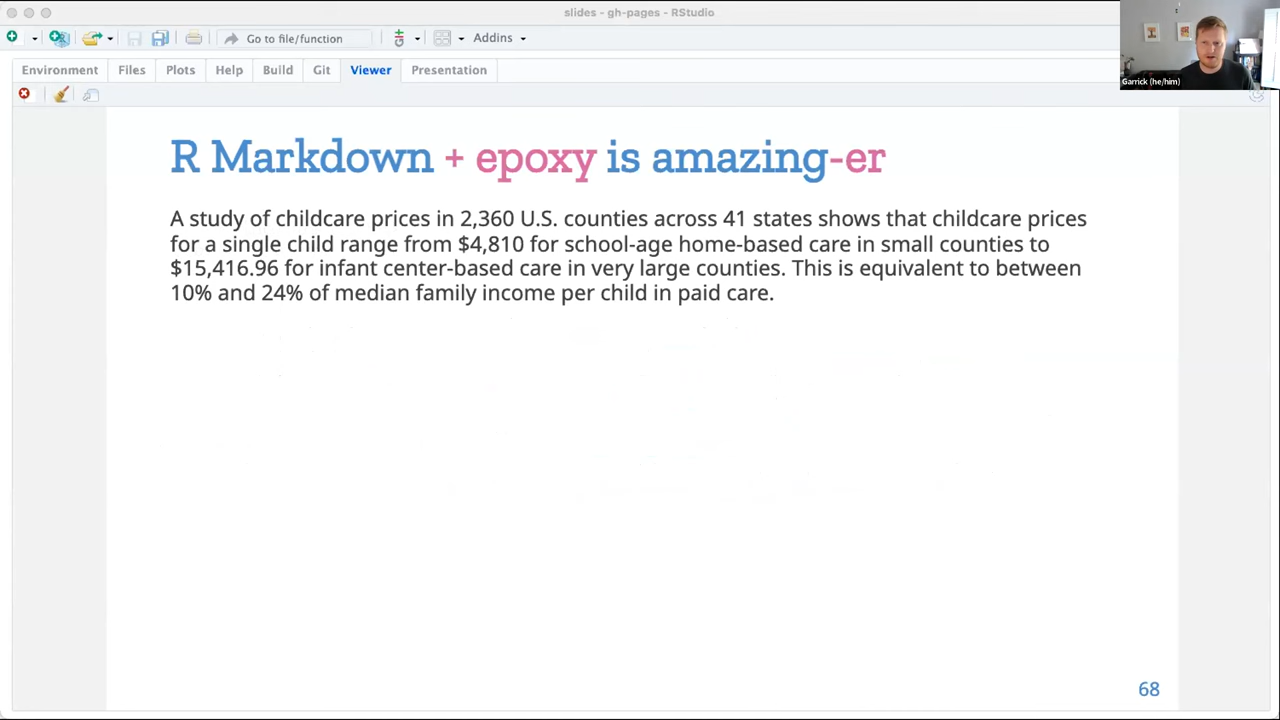 slides - gh-pages - RStudio
Go to file/function
Addins
Garrick (he/him)
Environment Files Plots Help Build Git Viewer Presentation
R Markdown + epoxy is amazing-er
A study of childcare prices in 2,360 U.S. counties across 41 states shows that childcare prices
for a single child range from $4,810 for school-age home-based care in small counties to
$15,416.96 for infant center-based care in very large counties. This is equivalent to between
10% and 24% of median family income per child in paid care.
68